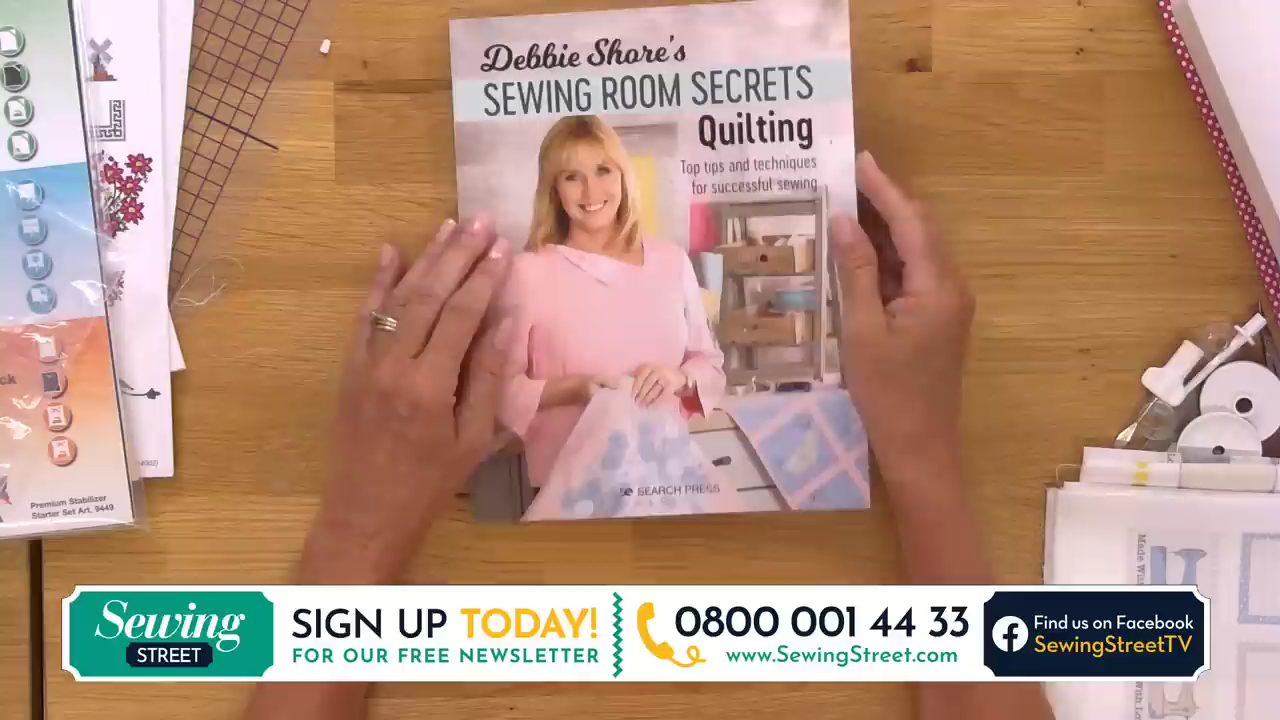 Debbie Shore's
SEWING ROOM SECRETS
Quilting
Top tips and techniques
for successful sewing
SEARCH PRESS
ck
Premium Stabilizer
Starter Set Art. 9449
Sewing
STREET
SIGN UP TODAY!
FOR OUR FREE NEWSLETTER
0800 001 44 33
www.SewingStreet.com
Find us on Facebook
SewingStreetTV